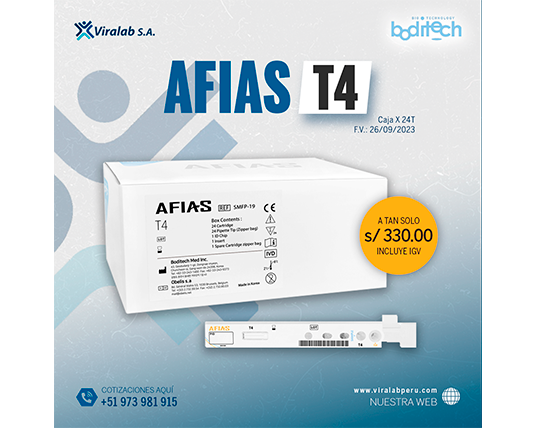 Viralab S.A.
BIO TECHNOLOGY
boditech
AFIAS T4
Caja X 24T
F.V.: 26/09/2023
AFIAS REF SMFP-19
T4
LOT
Box Contents :
24 Cartridge
24 Pipette Tip (Zipper bag)
1 ID Chip
1 Insert
1 Spare Cartridge zipper bag)
IVD
Boditech Med Inc.
Obelis s.a
Made in Korea
A TAN SOLO
s/ 330.00
INCLUYE IGV
AFIAS T4 LOT
T4
COTIZACIONES AQUÍ
+51 973 981 915
www.viralabperu.com
NUESTRA WEB